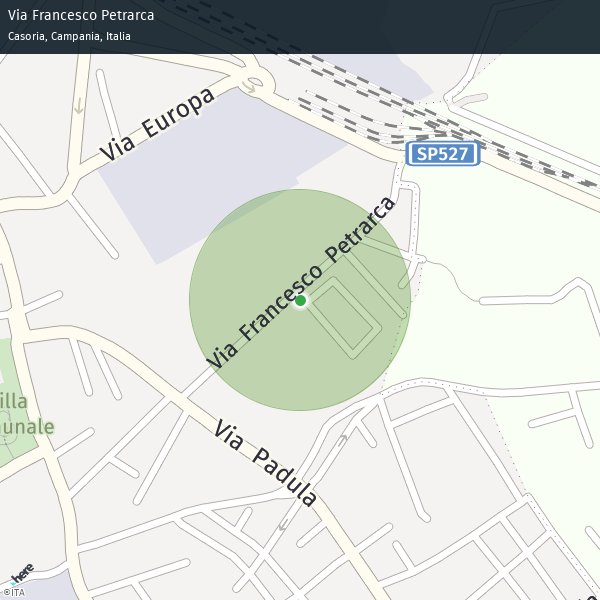 Via Francesco Petrarca
Casoria, Campania, Italia
Via Europa
SP527
Via Francesco Petrarca
illa
unale
Via Padula
here
©ITA